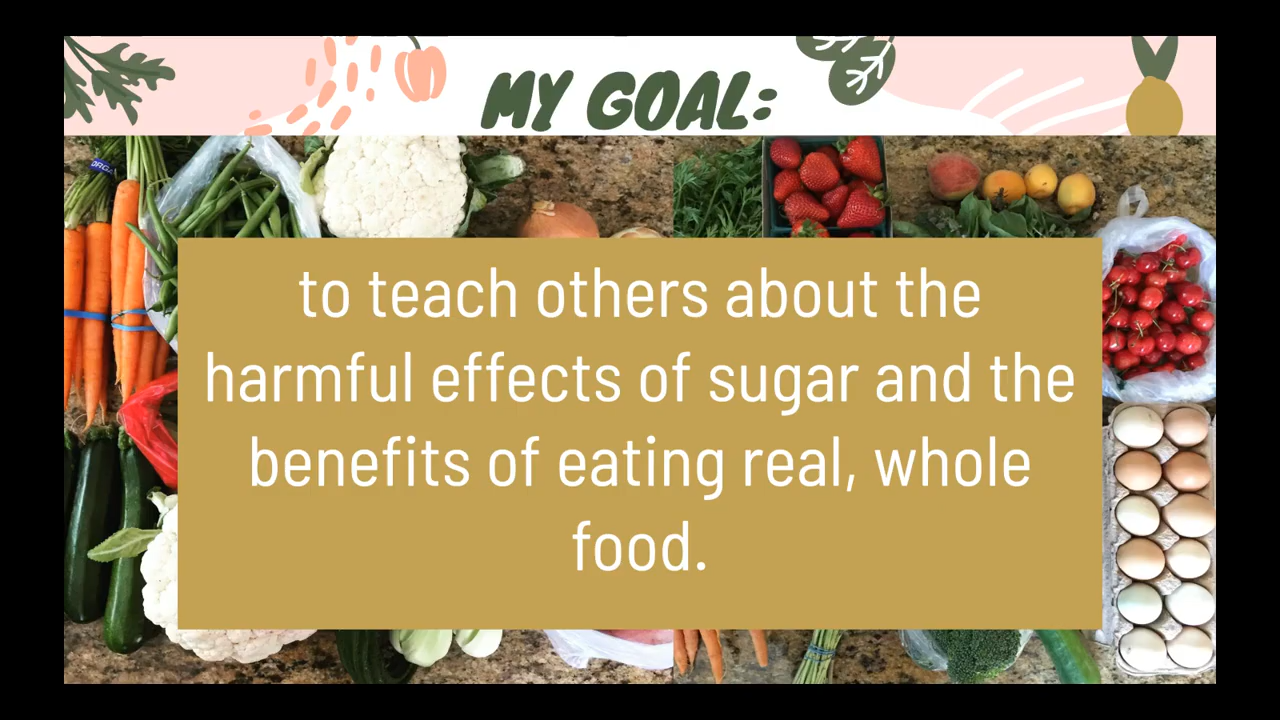 MY GOAL:
to teach others about the
harmful effects of sugar and the
benefits of eating real, whole
food.